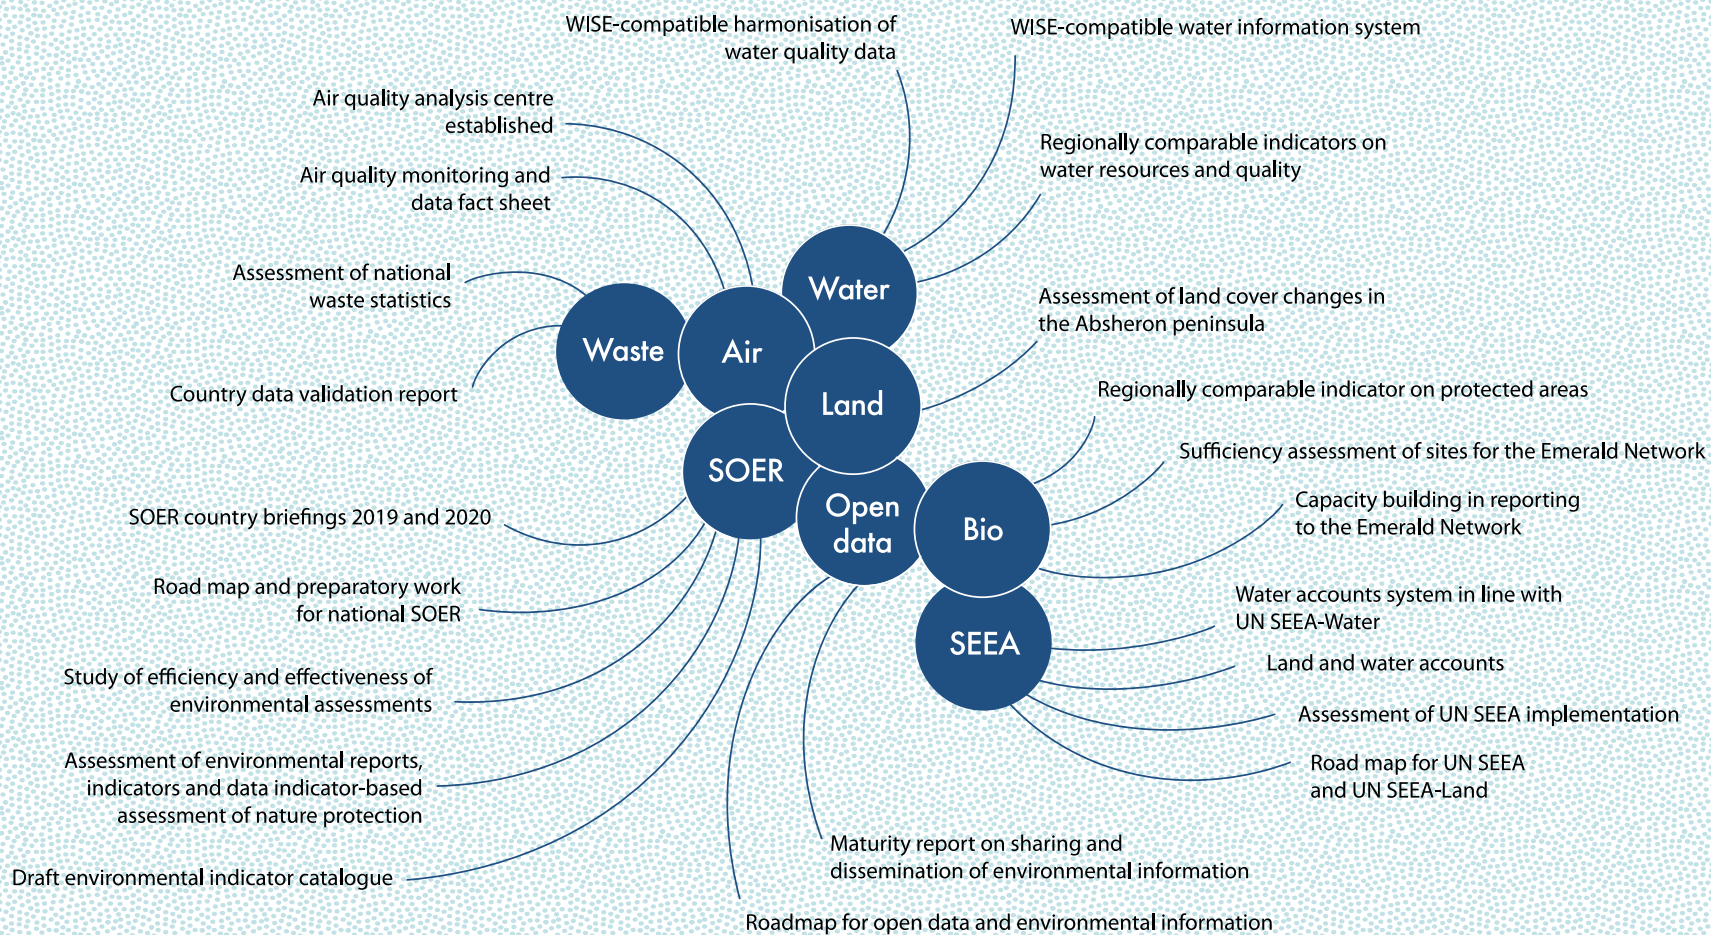 WISE-compatible harmonisation of
water quality data
WISE-compatible water information system
Air quality analysis centre
established
Regionally comparable indicators on
water resources and quality
Air quality monitoring and
data fact sheet
Assessment of national
waste statistics
Water
Assessment of land cover changes in
the Absheron peninsula
Waste
Air
Country data validation report
Land
Regionally comparable indicator on protected areas
Sufficiency assessment of sites for the Emerald Network
SOER
Capacity building in reporting
to the Emerald Network
SOER country briefings 2019 and 2020
Open
data
Bio
Road map and preparatory work
for national SOER
Water accounts system in line with
UN SEEA-Water
SEEA
Land and water accounts
Study of efficiency and effectiveness of
environmental assessments
Assessment of UN SEEA implementation
Assessment of environmental reports,
indicators and data indicator-based
assessment of nature protection
Road map for UN SEEA
and UN SEEA-Land
Maturity report on sharing and
dissemination of environmental information
Draft environmental indicator catalogue
Roadmap for open data and environmental information